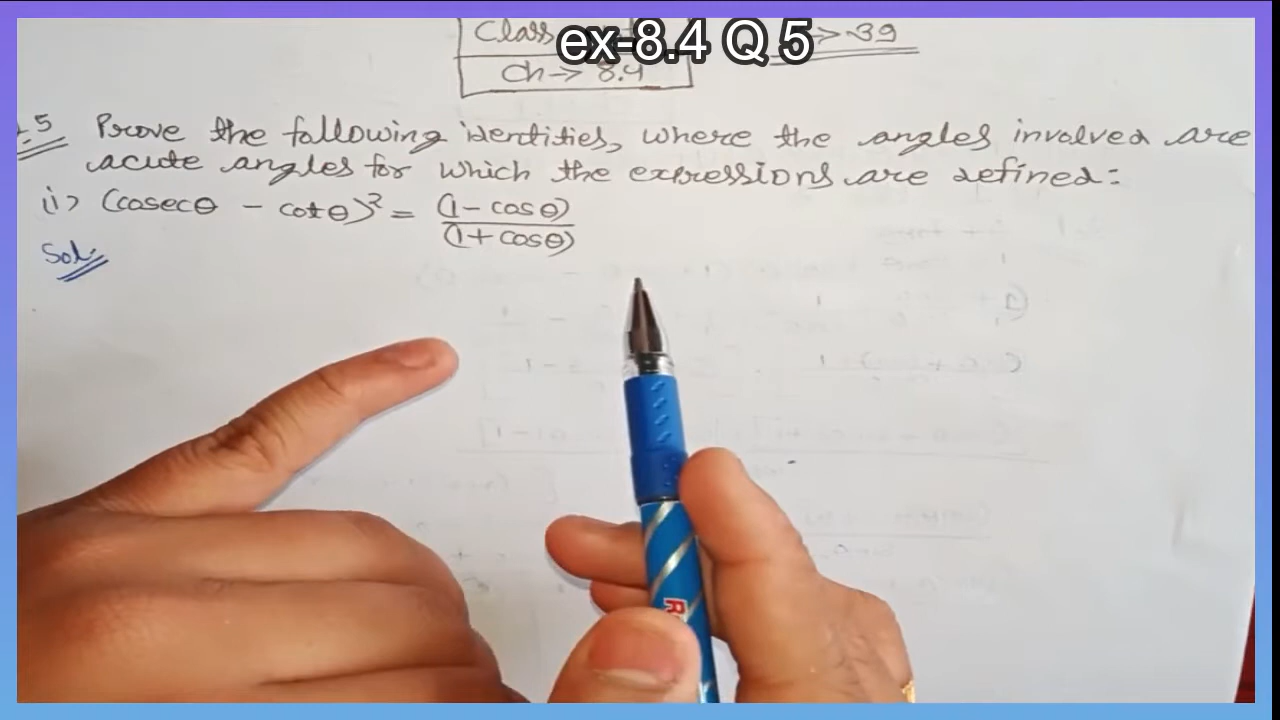 ex-8.4 Q 5
Class
→ 39
Ch → 8.4
5 Prove the following identities, where the angles involved are
acute angles for which the expressions are defined:
(i) (cosecθ - cotθ)² = (1 - cosθ)
(1 + cosθ)
Sol.